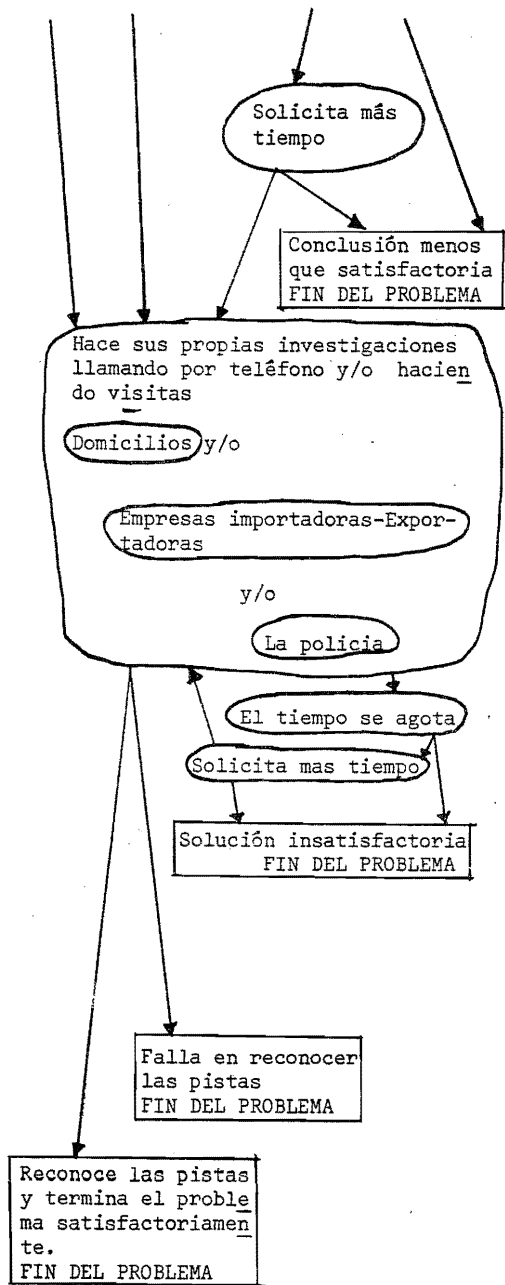 Solicita más
tiempo
Conclusión menos
que satisfactoria
FIN DEL PROBLEMA
Hace sus propias investigaciones
llamando por teléfono y/o hacien
do visitas
Domicilios y/o
Empresas importadoras-Expor-
tadoras
y/o
La policia
El tiempo se agota
Solicita mas tiempo
Solución insatisfactoria
FIN DEL PROBLEMA
Falla en reconocer
las pistas
FIN DEL PROBLEMA
Reconoce las pistas
y termina el proble
ma satisfactoriamen
te.
FIN DEL PROBLEMA